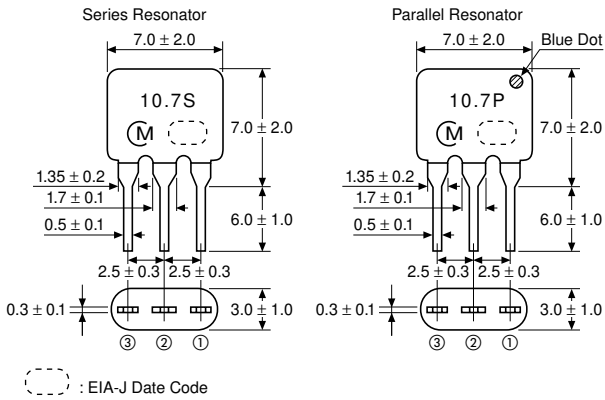 Series Resonator
7.0 ± 2.0
10.7S
M
7.0 ± 2.0
1.35 ± 0.2
1.7 ± 0.1
0.5 ± 0.1
6.0 ± 1.0
2.5 ± 0.3 2.5 ± 0.3
0.3 ± 0.1
3.0 ± 1.0
③ ② ①
Parallel Resonator
7.0 ± 2.0
Blue Dot
10.7P
M
7.0 ± 2.0
1.35 ± 0.2
1.7 ± 0.1
0.5 ± 0.1
6.0 ± 1.0
2.5 ± 0.3 2.5 ± 0.3
0.3 ± 0.1
3.0 ± 1.0
③ ② ①
: EIA-J Date Code